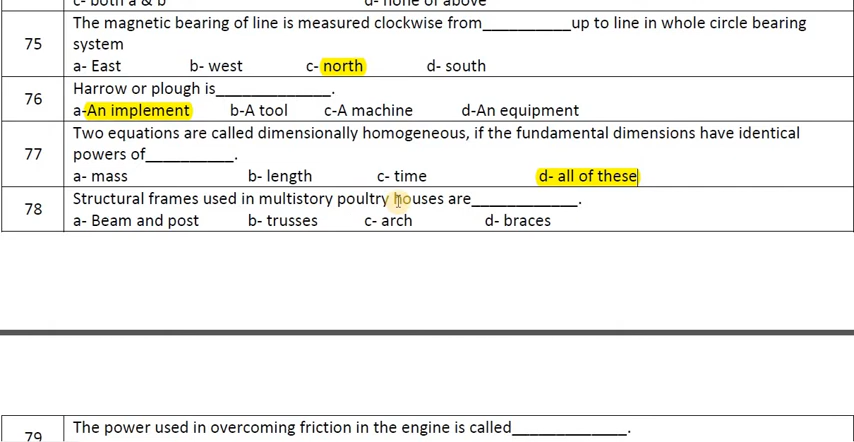 c- both a & b d- none of above
75 The magnetic bearing of line is measured clockwise from__________up to line in whole circle bearing
system
a- East b- west c- north d- south
76 Harrow or plough is_____________.
a-An implement b-A tool c-A machine d-An equipment
77 Two equations are called dimensionally homogeneous, if the fundamental dimensions have identical
powers of__________.
a- mass b- length c- time d- all of these
78 Structural frames used in multistory poultry houses are____________.
a- Beam and post b- trusses c- arch d- braces
79 The power used in overcoming friction in the engine is called_____________.